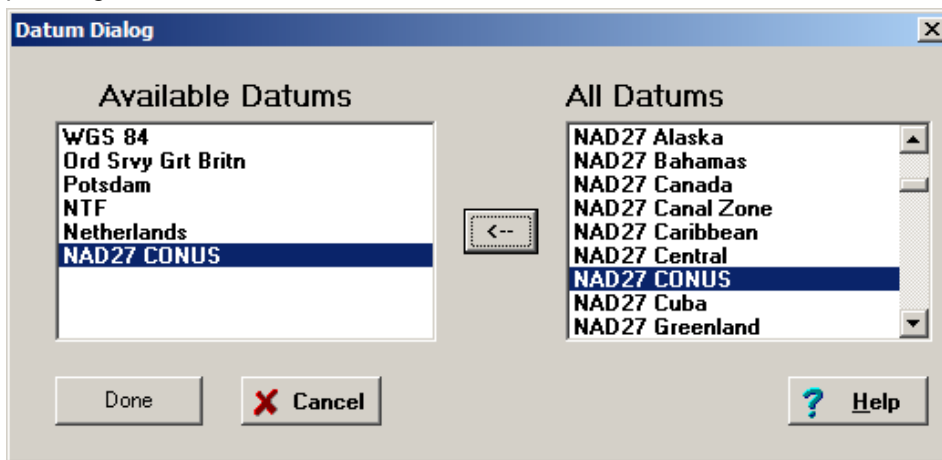 Datum Dialog
Available Datums
WGS 84
Ord Srvy Grt Britn
Potsdam
NTF
Netherlands
NAD27 CONUS
<--
All Datums
NAD27 Alaska
NAD27 Bahamas
NAD27 Canada
NAD27 Canal Zone
NAD27 Caribbean
NAD27 Central
NAD27 CONUS
NAD27 Cuba
NAD27 Greenland
Done
Cancel
? Help